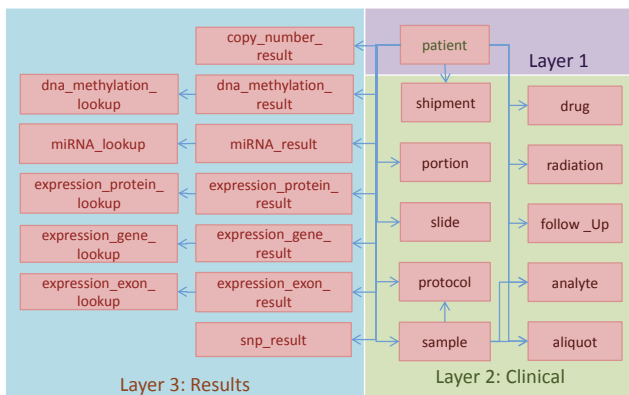 copy_number_
result
patient
Layer 1
dna_methylation_
lookup
dna_methylation_
result
shipment
drug
miRNA_lookup
miRNA_result
portion
radiation
expression_protein_
lookup
expression_protein_
result
slide
follow _Up
expression_gene_
lookup
expression_gene_
result
expression_exon_
lookup
expression_exon_
result
protocol
analyte
snp_result
sample
aliquot
Layer 3: Results
Layer 2: Clinical